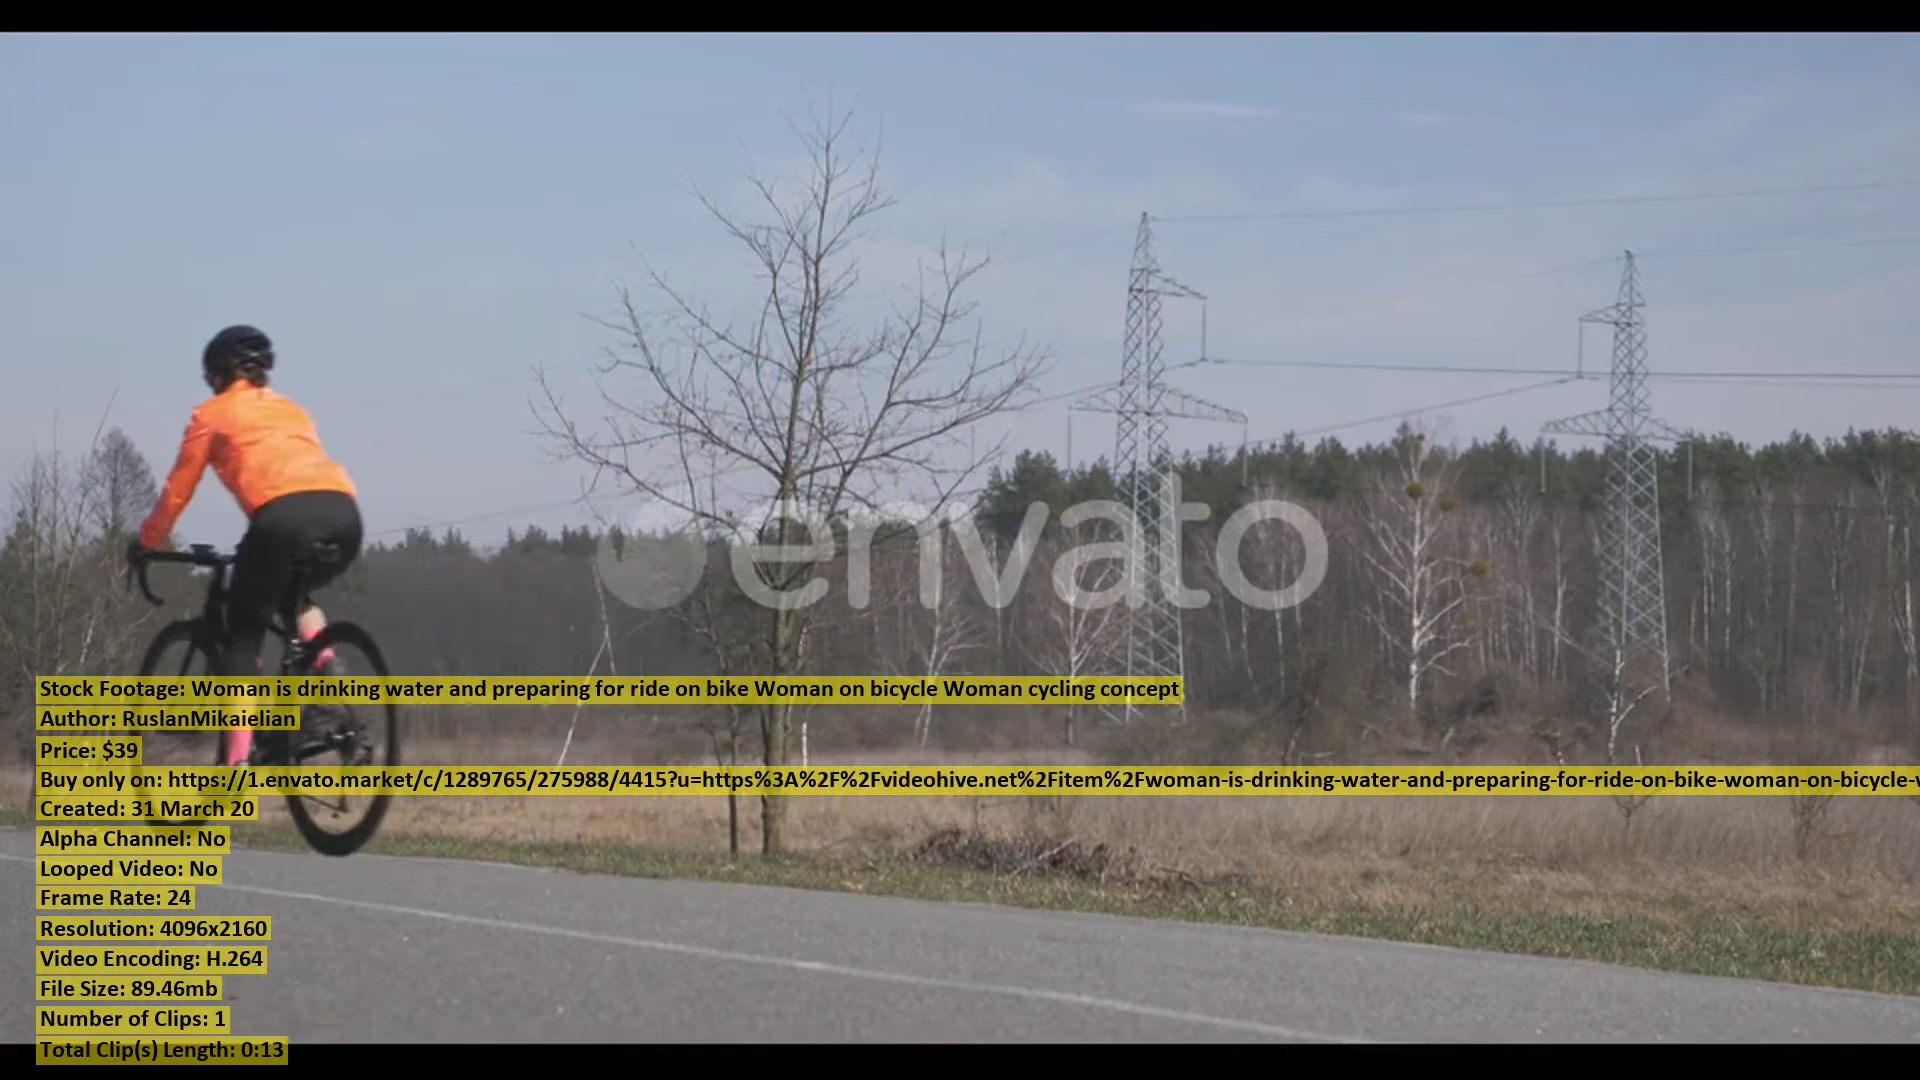 envato
Stock Footage: Woman is drinking water and preparing for ride on bike Woman on bicycle Woman cycling concept
Author: RuslanMikaielian
Price: $39
Buy only on: https://1.envato.market/c/1289765/275988/4415?u=https%3A%2F%2Fvideohive.net%2Fitem%2Fwoman-is-drinking-water-and-preparing-for-ride-on-bike-woman-on-bicycle-
Created: 31 March 20
Alpha Channel: No
Looped Video: No
Frame Rate: 24
Resolution: 4096x2160
Video Encoding: H.264
File Size: 89.46mb
Number of Clips: 1
Total Clip(s) Length: 0:13